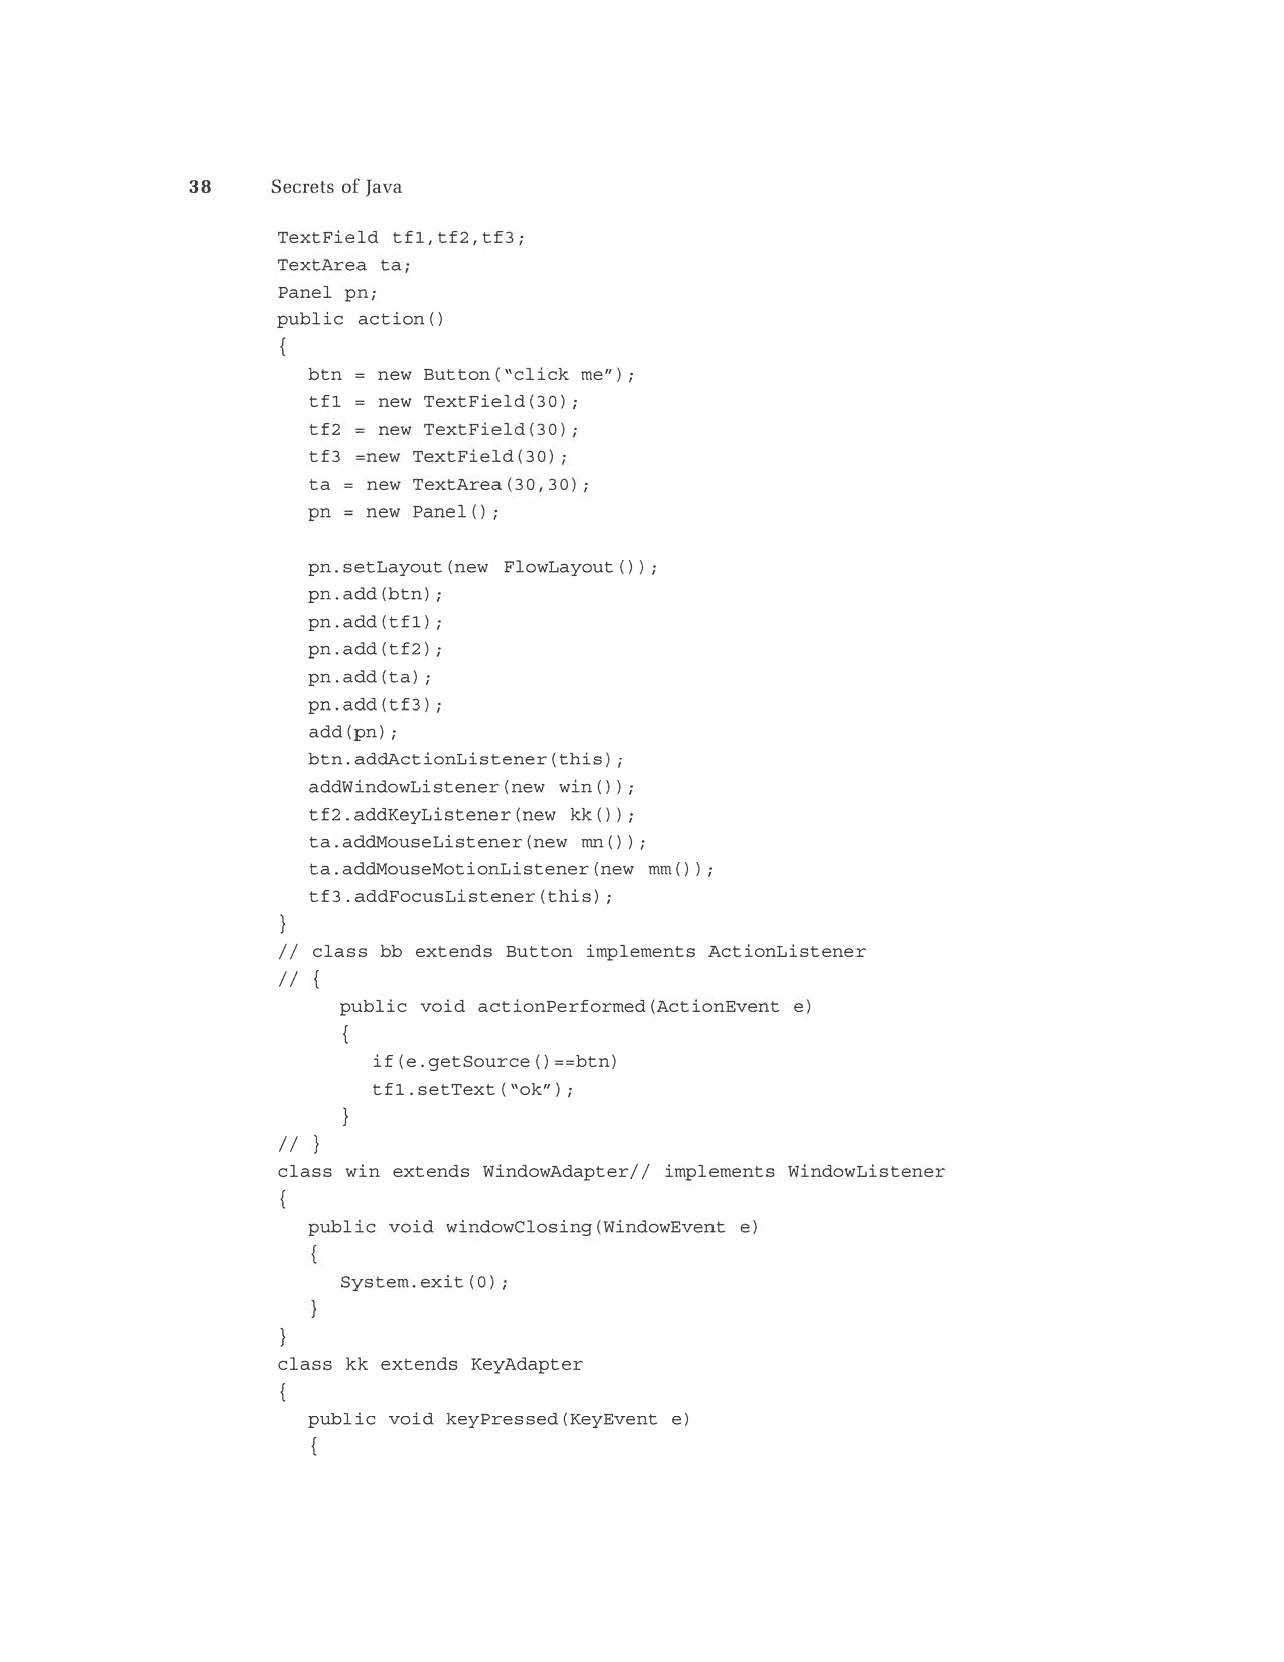 38 Secrets of Java
TextField tf1,tf2,tf3;
TextArea ta;
Panel pn;
public action()
{
btn = new Button(“click me”);
tf1 = new TextField(30);
tf2 = new TextField(30);
tf3 =new TextField(30);
ta = new TextArea(30,30);
pn = new Panel();
pn.setLayout(new FlowLayout());
pn.add(btn);
pn.add(tf1);
pn.add(tf2);
pn.add(ta);
pn.add(tf3);
add(pn);
btn.addActionListener(this);
addWindowListener(new win());
tf2.addKeyListener(new kk());
ta.addMouseListener(new mn());
ta.addMouseMotionListener(new mm());
tf3.addFocusListener(this);
}
// class bb extends Button implements ActionListener
// {
public void actionPerformed(ActionEvent e)
{
if(e.getSource()==btn)
tf1.setText(“ok”);
}
// }
class win extends WindowAdapter// implements WindowListener
{
public void windowClosing(WindowEvent e)
{
System.exit(0);
}
}
class kk extends KeyAdapter
{
public void keyPressed(KeyEvent e)
{